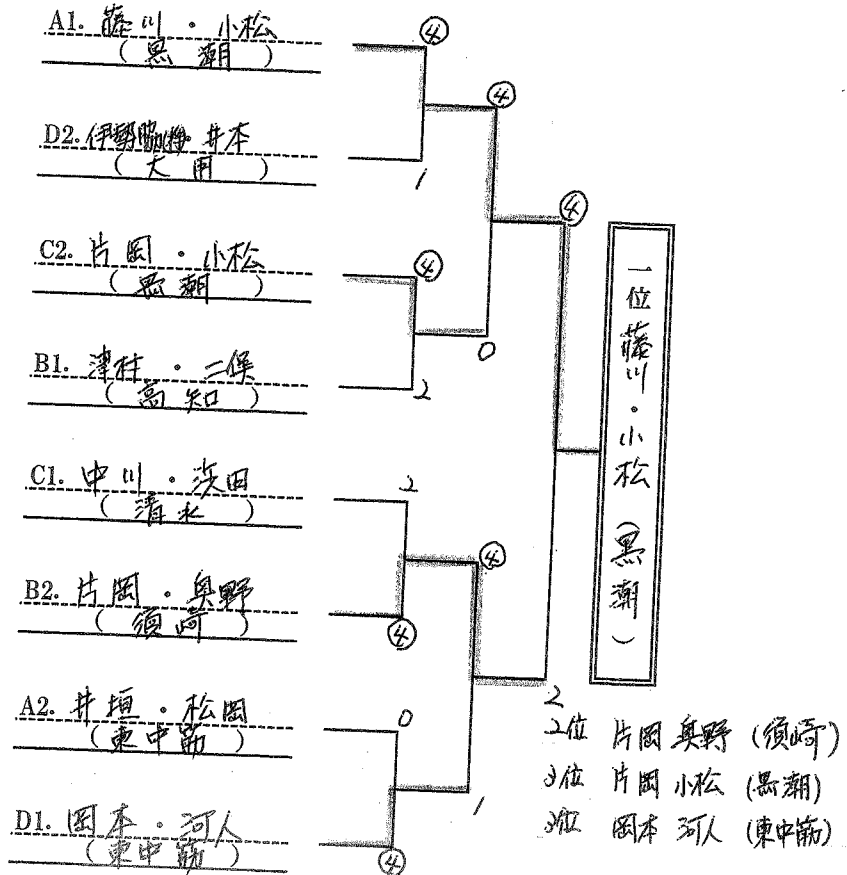 A1. 藤川・小松
(黒潮)
④
④
D2. 伊勢脇・井本
(大用)
1
④
C2. 片岡・小松
(黒潮)
④
0
B1. 津村・二俣
(高知)
2
一位 藤川・小松 (黒潮)
C1. 中川・浜田
(清水)
2
④
B2. 片岡・奥野
(須崎)
④
2
A2. 井垣・松岡
(東中筋)
0
1
D1. 岡本・河人
(東中筋)
④
2位 片岡 奥野 (須崎)
3位 片岡 小松 (黒潮)
3位 岡本 河人 (東中筋)